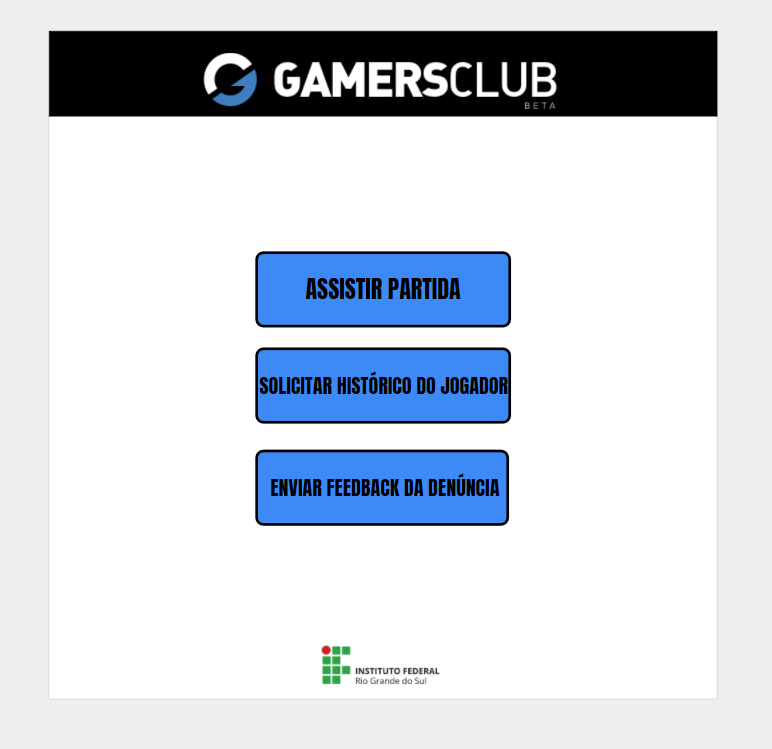 GAMERSCLUB
BETA
ASSISTIR PARTIDA
SOLICITAR HISTÓRICO DO JOGADOR
ENVIAR FEEDBACK DA DENÚNCIA
INSTITUTO FEDERAL
Rio Grande do Sul